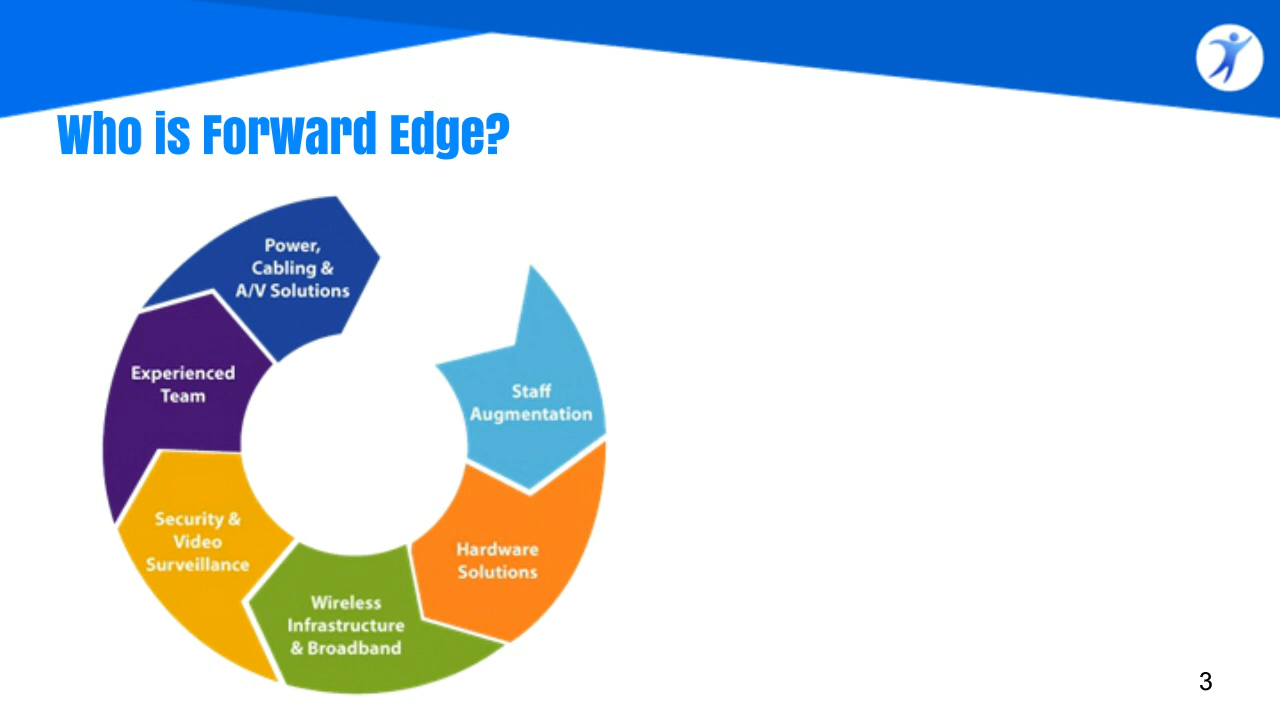 Who is Forward Edge?
Power,
Cabling &
A/V Solutions
Experienced
Team
Staff
Augmentation
Security &
Video
Surveillance
Hardware
Solutions
Wireless
Infrastructure
& Broadband
3